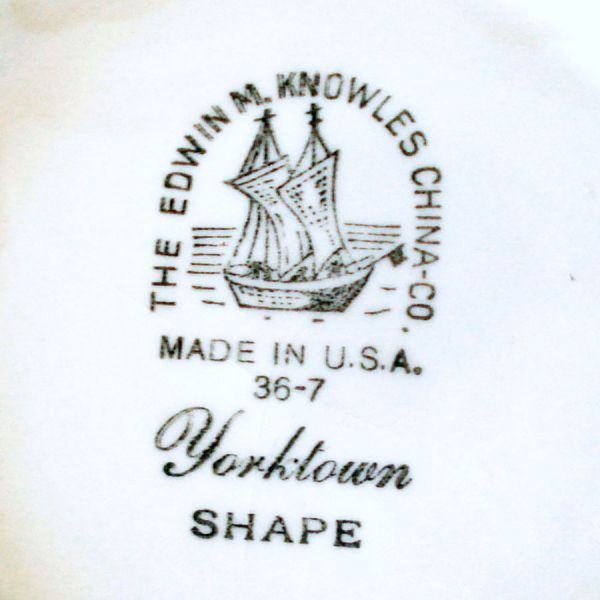 THE EDWIN M. KNOWLES CHINA-CO.
MADE IN U.S.A.
36-7
Yorktown
SHAPE